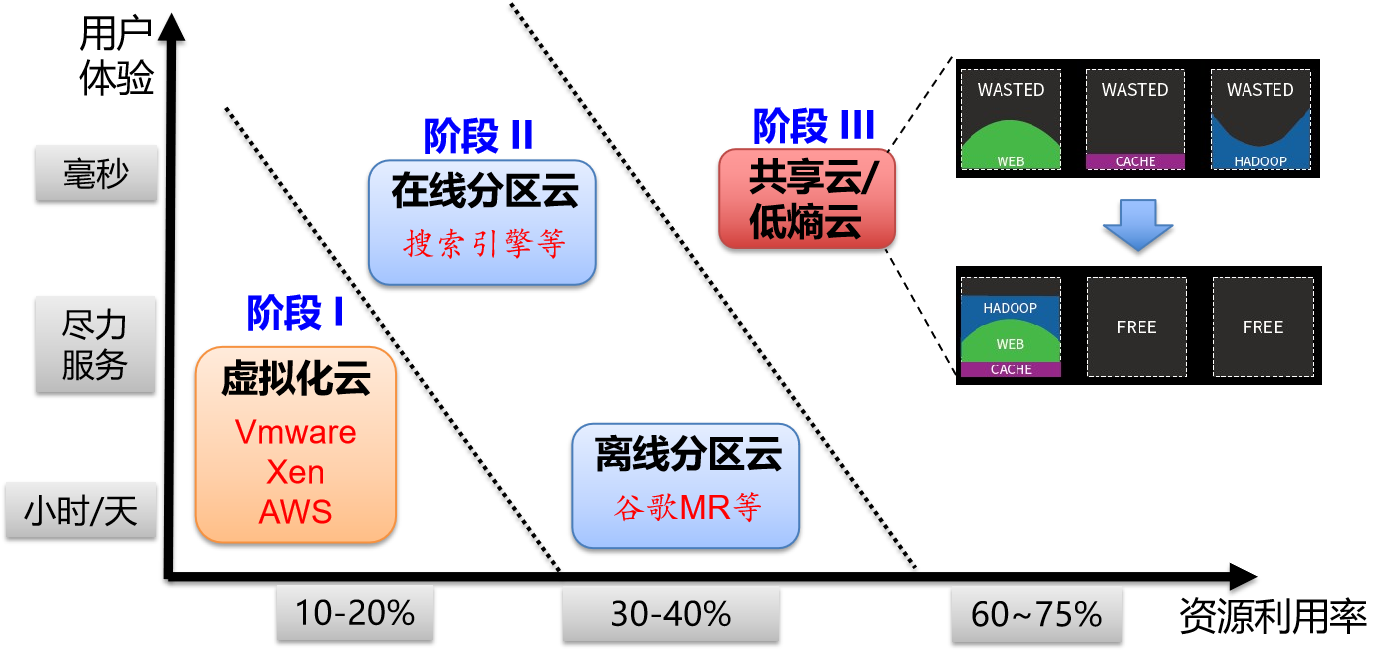 用户
体验
毫秒
尽力
服务
小时/天
阶段 I
虚拟化云
Vmware
Xen
AWS
阶段 II
在线分区云
搜索引擎等
离线分区云
谷歌MR等
阶段 III
共享云/
低熵云
WASTED
WEB
WASTED
CACHE
WASTED
HADOOP
HADOOP
WEB
CACHE
FREE
FREE
10-20%
30-40%
60~75%
资源利用率